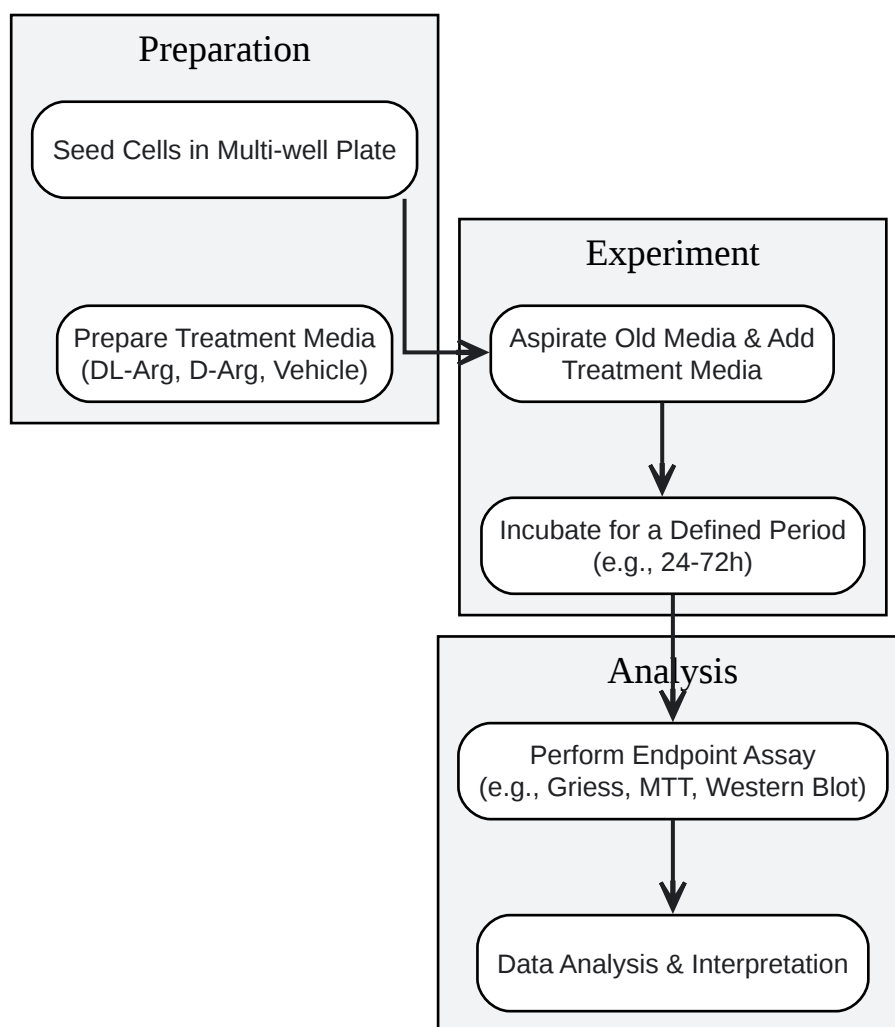 Preparation
Seed Cells in Multi-well Plate
Prepare Treatment Media
(DL-Arg, D-Arg, Vehicle)
Experiment
Aspirate Old Media & Add
Treatment Media
Incubate for a Defined Period
(e.g., 24-72h)
Analysis
Perform Endpoint Assay
(e.g., Griess, MTT, Western Blot)
Data Analysis & Interpretation